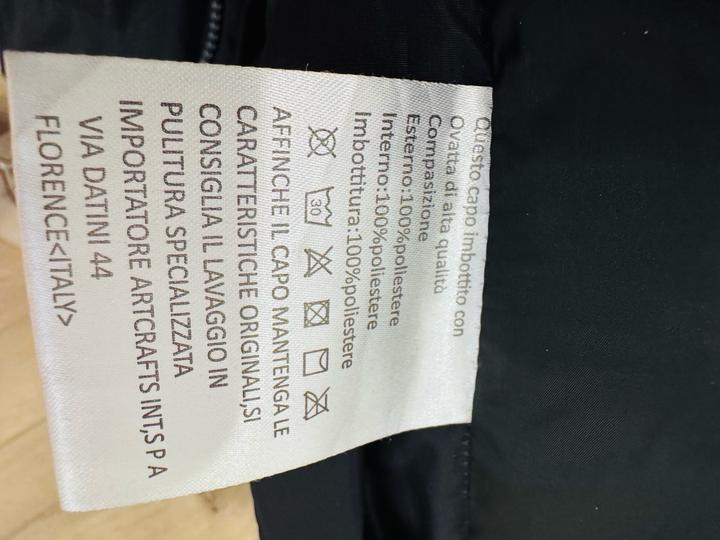 Questo capo imbottito con
Ovatta di alta qualità
Compasizione
Esterno:100%poliestere
Interno:100%poliestere
Imbottitura:100%poliestere
30
AFFINCHE IL CAPO MANTENGA LE
CARATTERISTICHE ORIGINALI,SI
CONSIGLIA IL LAVAGGIO IN
PULITURA SPECIALIZZATA
IMPORTATORE ARTCRAFTS INT,S P A
VIA DATINI 44
FLORENCE<ITALY>